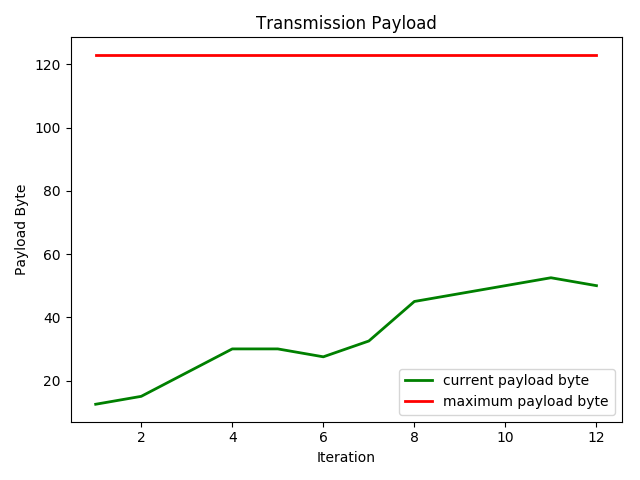 Transmission Payload
120
100
80
60
40
20
Payload Byte
current payload byte
maximum payload byte
2 4 6 8 10 12
Iteration